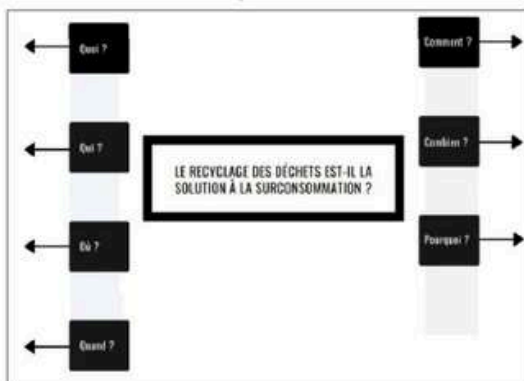 Quoi ?
Qui ?
Où ?
Quand ?
LE RECYCLAGE DES DÉCHETS EST-IL LA
SOLUTION À LA SURCONSOMMATION ?
Comment ?
Combien ?
Pourquoi ?